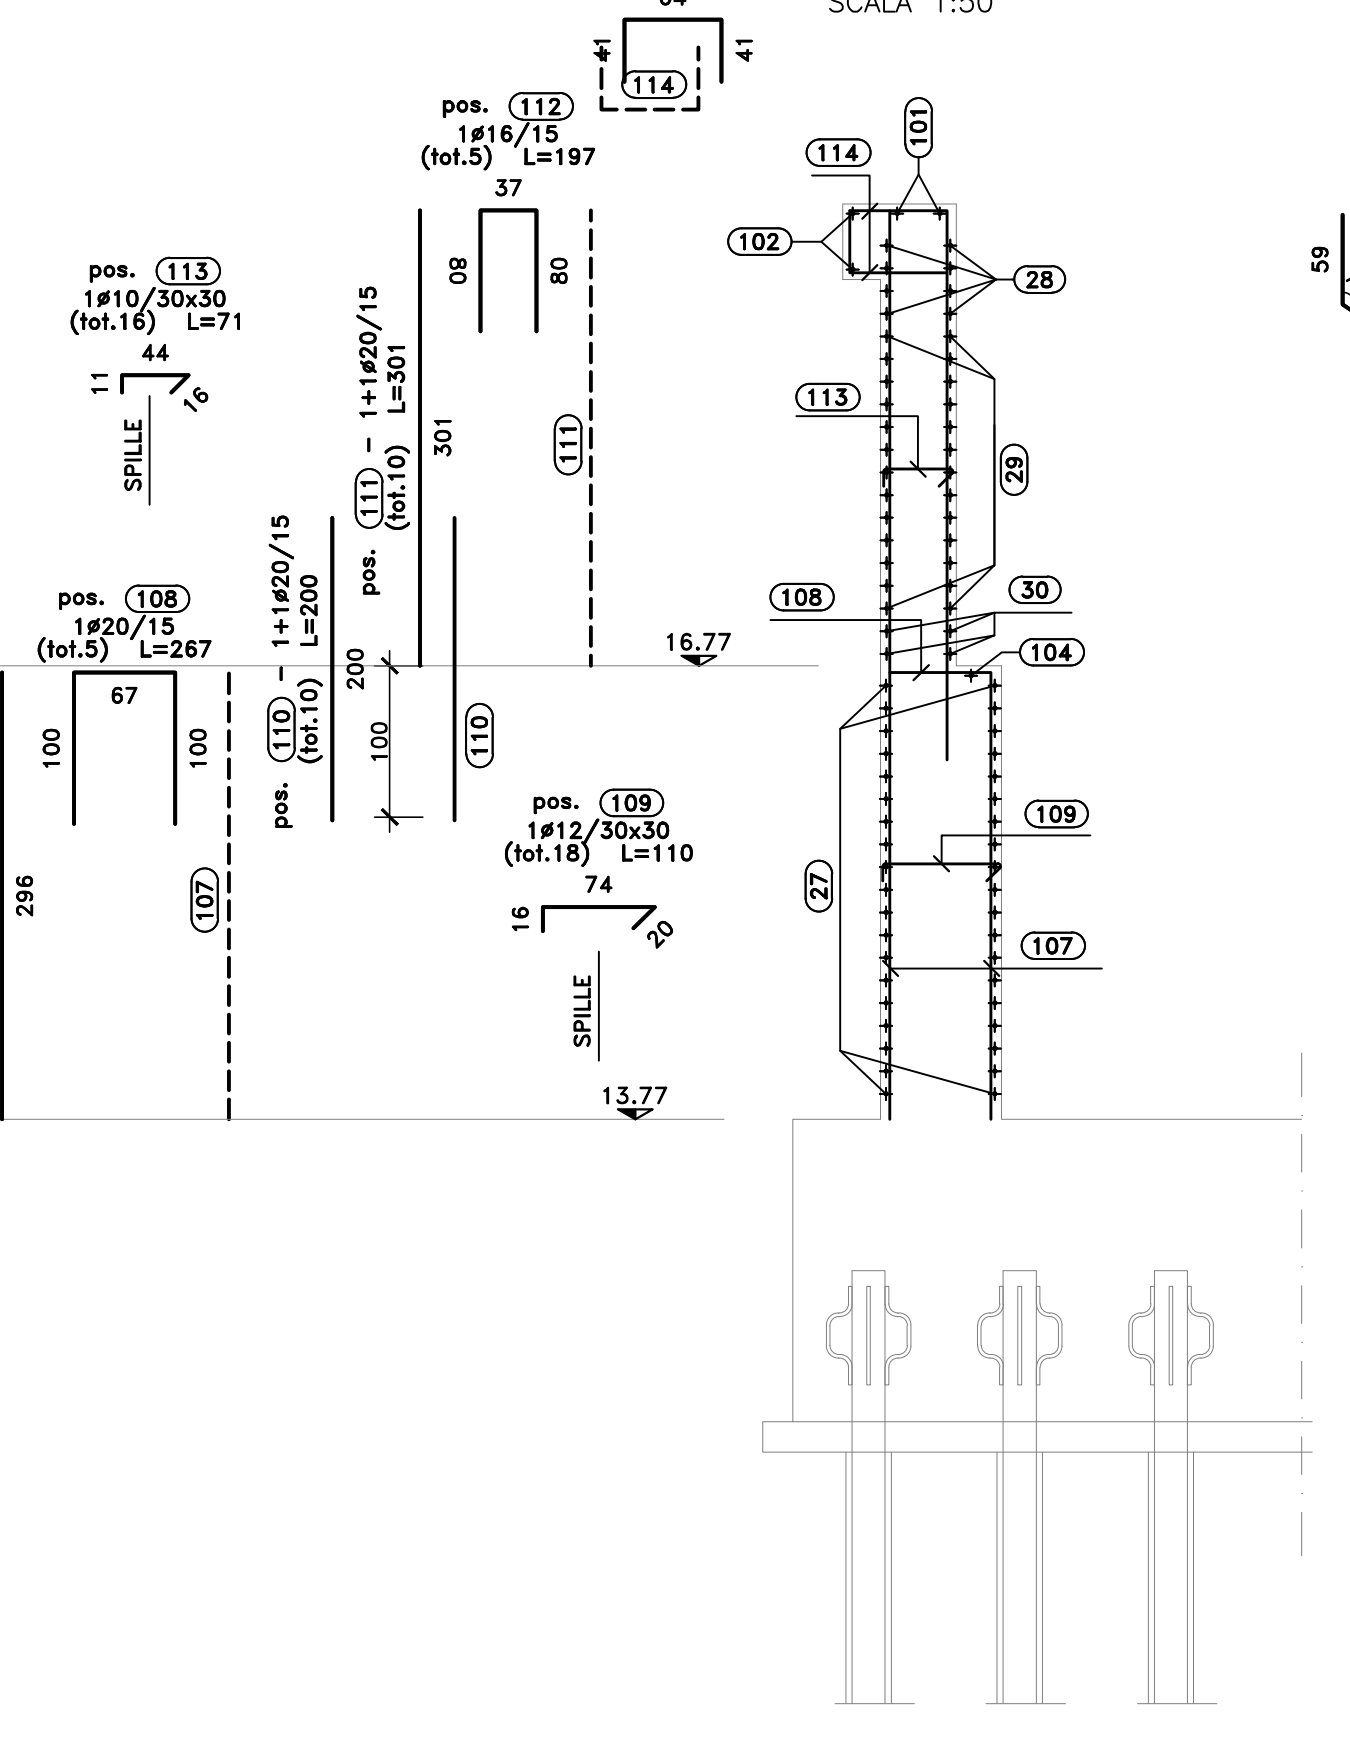 SCALA 1:50
41
41
114
pos. 112
1ø16/15
(tot.5) L=197
37
80
80
pos. 113
1ø10/30x30
(tot.16) L=71
44
11
16
SPILLE
pos. 111 - 1+1ø20/15
(tot.10) L=301
301
111
pos. 108
1ø20/15
(tot.5) L=267
67
100
100
296
107
pos. 110 - 1+1ø20/15
(tot.10) L=200
200
100
110
pos. 109
1ø12/30x30
(tot.18) L=110
74
16
20
SPILLE
16.77
13.77
101
114
102
28
113
29
108
30
104
27
109
107
59